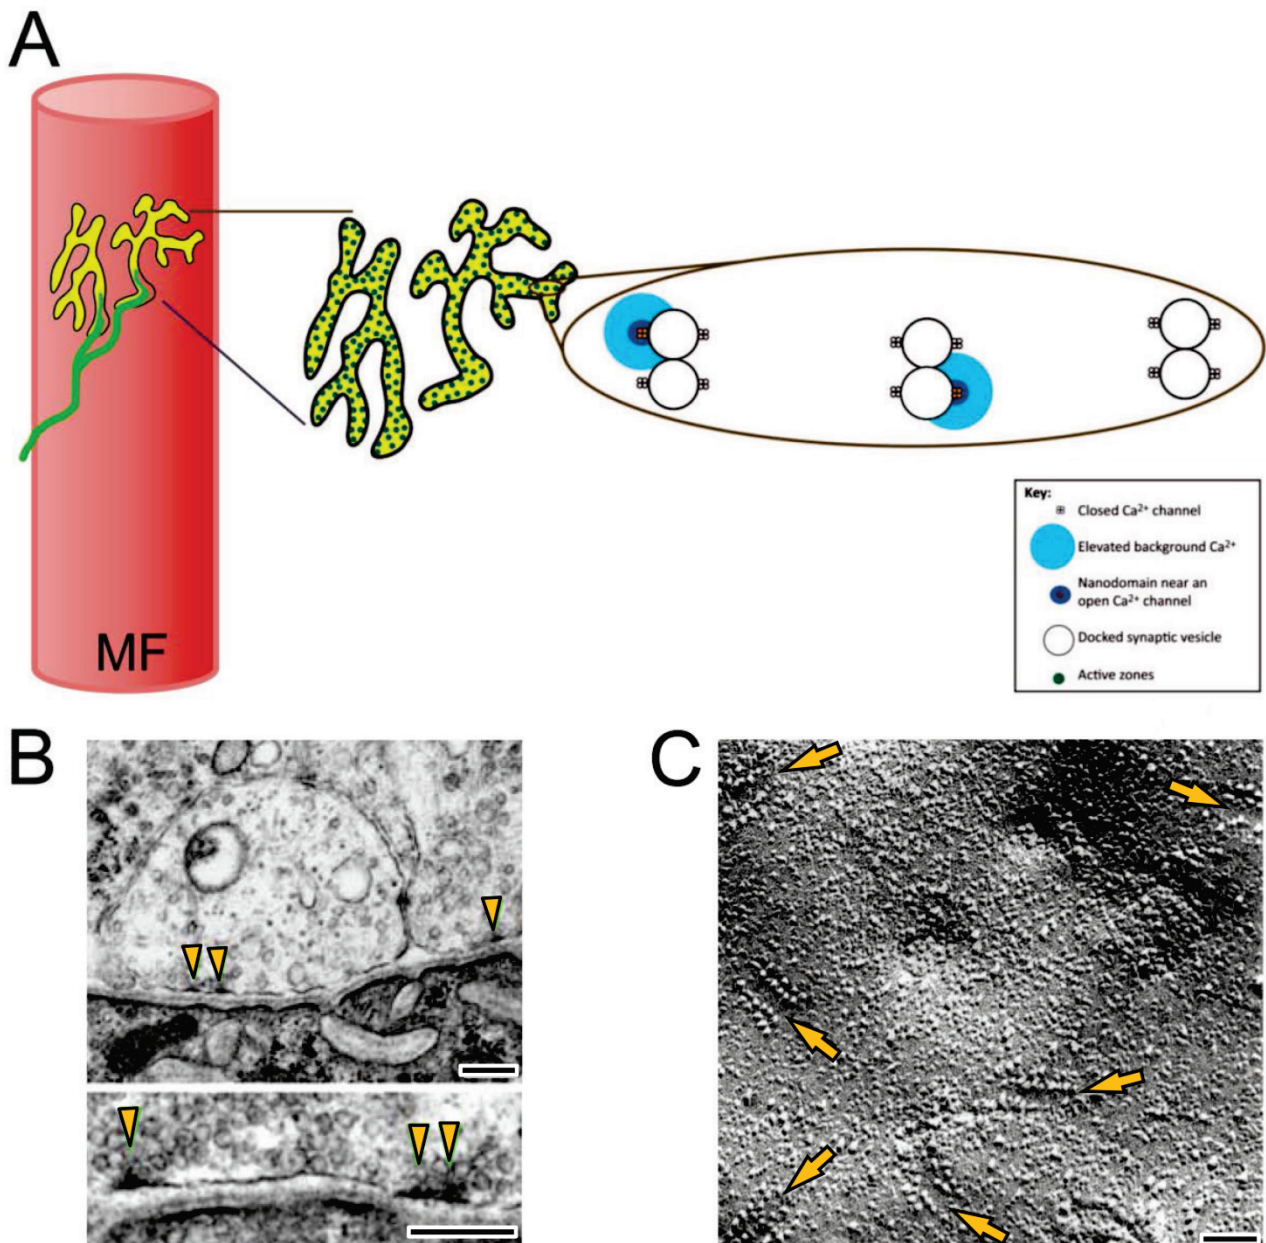 A
MF
Key:
Closed Ca²⁺ channel
Elevated background Ca²⁺
Nanodomain near an
open Ca²⁺ channel
Docked synaptic vesicle
Active zones
B
C